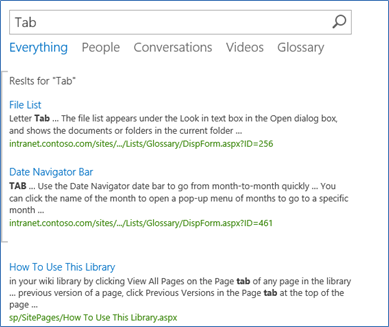 Tab
Everything People Conversations Videos Glossary
Reslts for "Tab"
File List
Letter Tab ... The file list appears under the Look in text box in the Open dialog box,
and shows the documents or folders in the current folder ...
intranet.contoso.com/sites/.../Lists/Glossary/DispForm.aspx?ID=256
Date Navigator Bar
TAB ... Use the Date Navigator date bar to go from month-to-month quickly ... You
can click the name of the month to open a pop-up menu of months to go to a specific
month ...
intranet.contoso.com/sites/.../Lists/Glossary/DispForm.aspx?ID=461
How To Use This Library
in your wiki library by clicking View All Pages on the Page tab of any page in the library
... previous version of a page, click Previous Versions in the Page tab at the top of the
page ...
sp/SitePages/How To Use This Library.aspx